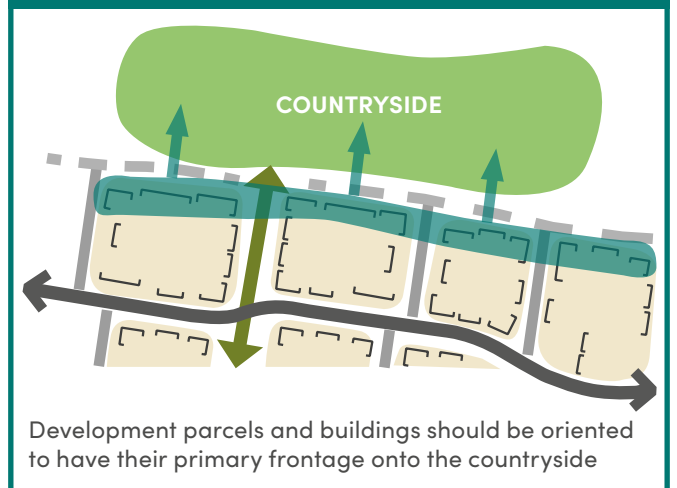 COUNTRYSIDE
Development parcels and buildings should be oriented
to have their primary frontage onto the countryside